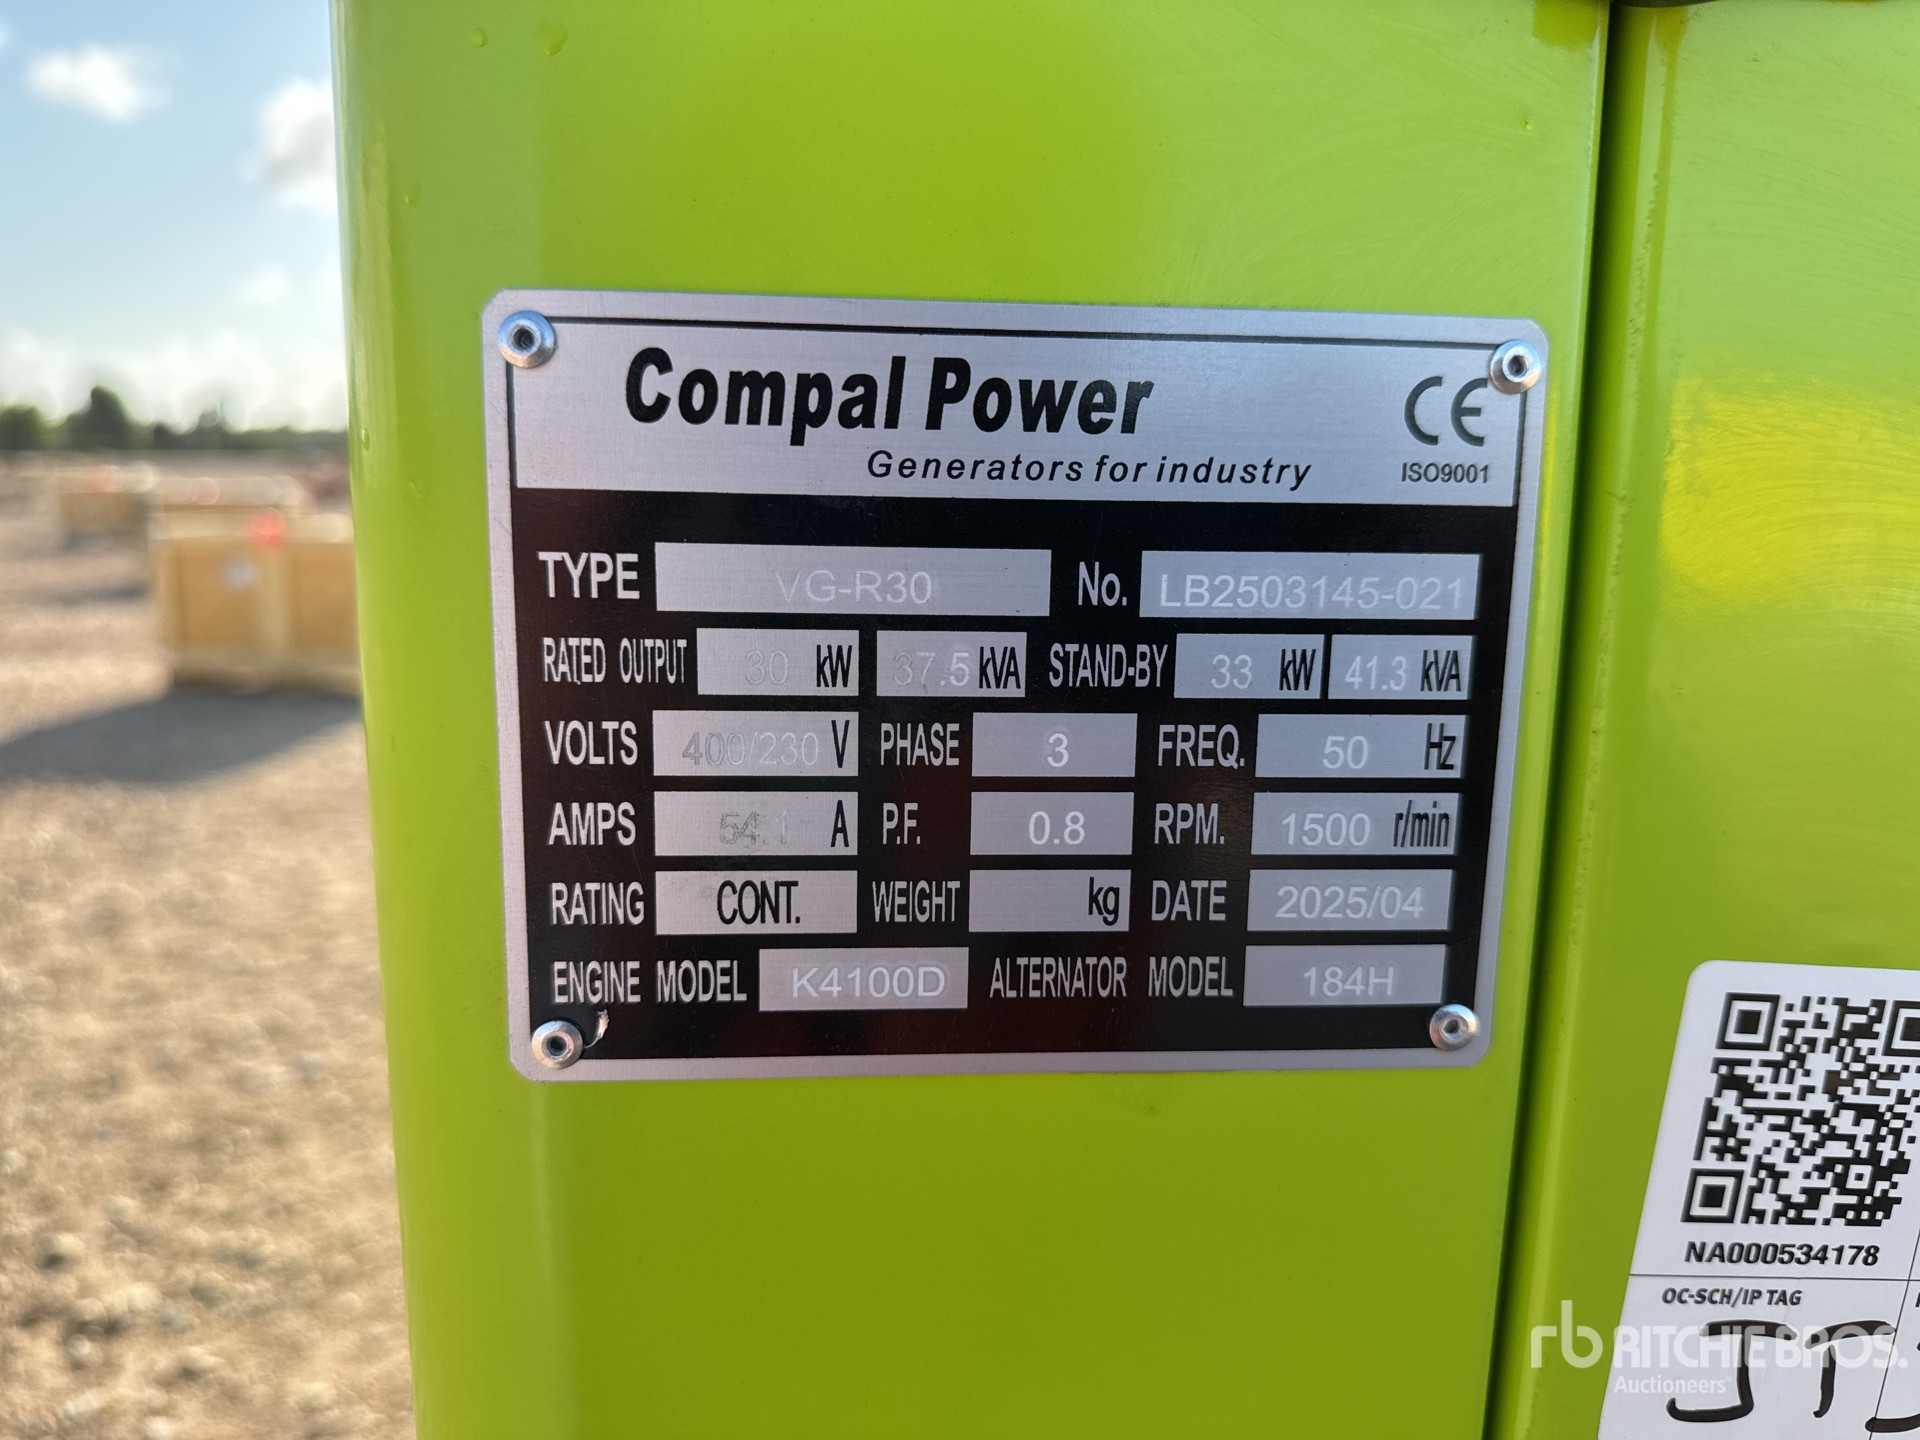 Compal Power
Generators for industry
CE
ISO9001
TYPE VG-R30 No. LB2503145-021
RATED OUTPUT 30 kW 37.5 kVA STAND-BY 33 kW 41.3 kVA
VOLTS 400/230 V PHASE 3 FREQ. 50 Hz
AMPS 54.1 A P.F. 0.8 RPM. 1500 r/min
RATING CONT. WEIGHT kg DATE 2025/04
ENGINE MODEL K4100D ALTERNATOR MODEL 184H
NA000534178
OC-SCH/IP TAG
rb RITCHIE BROS.
Auctioneers